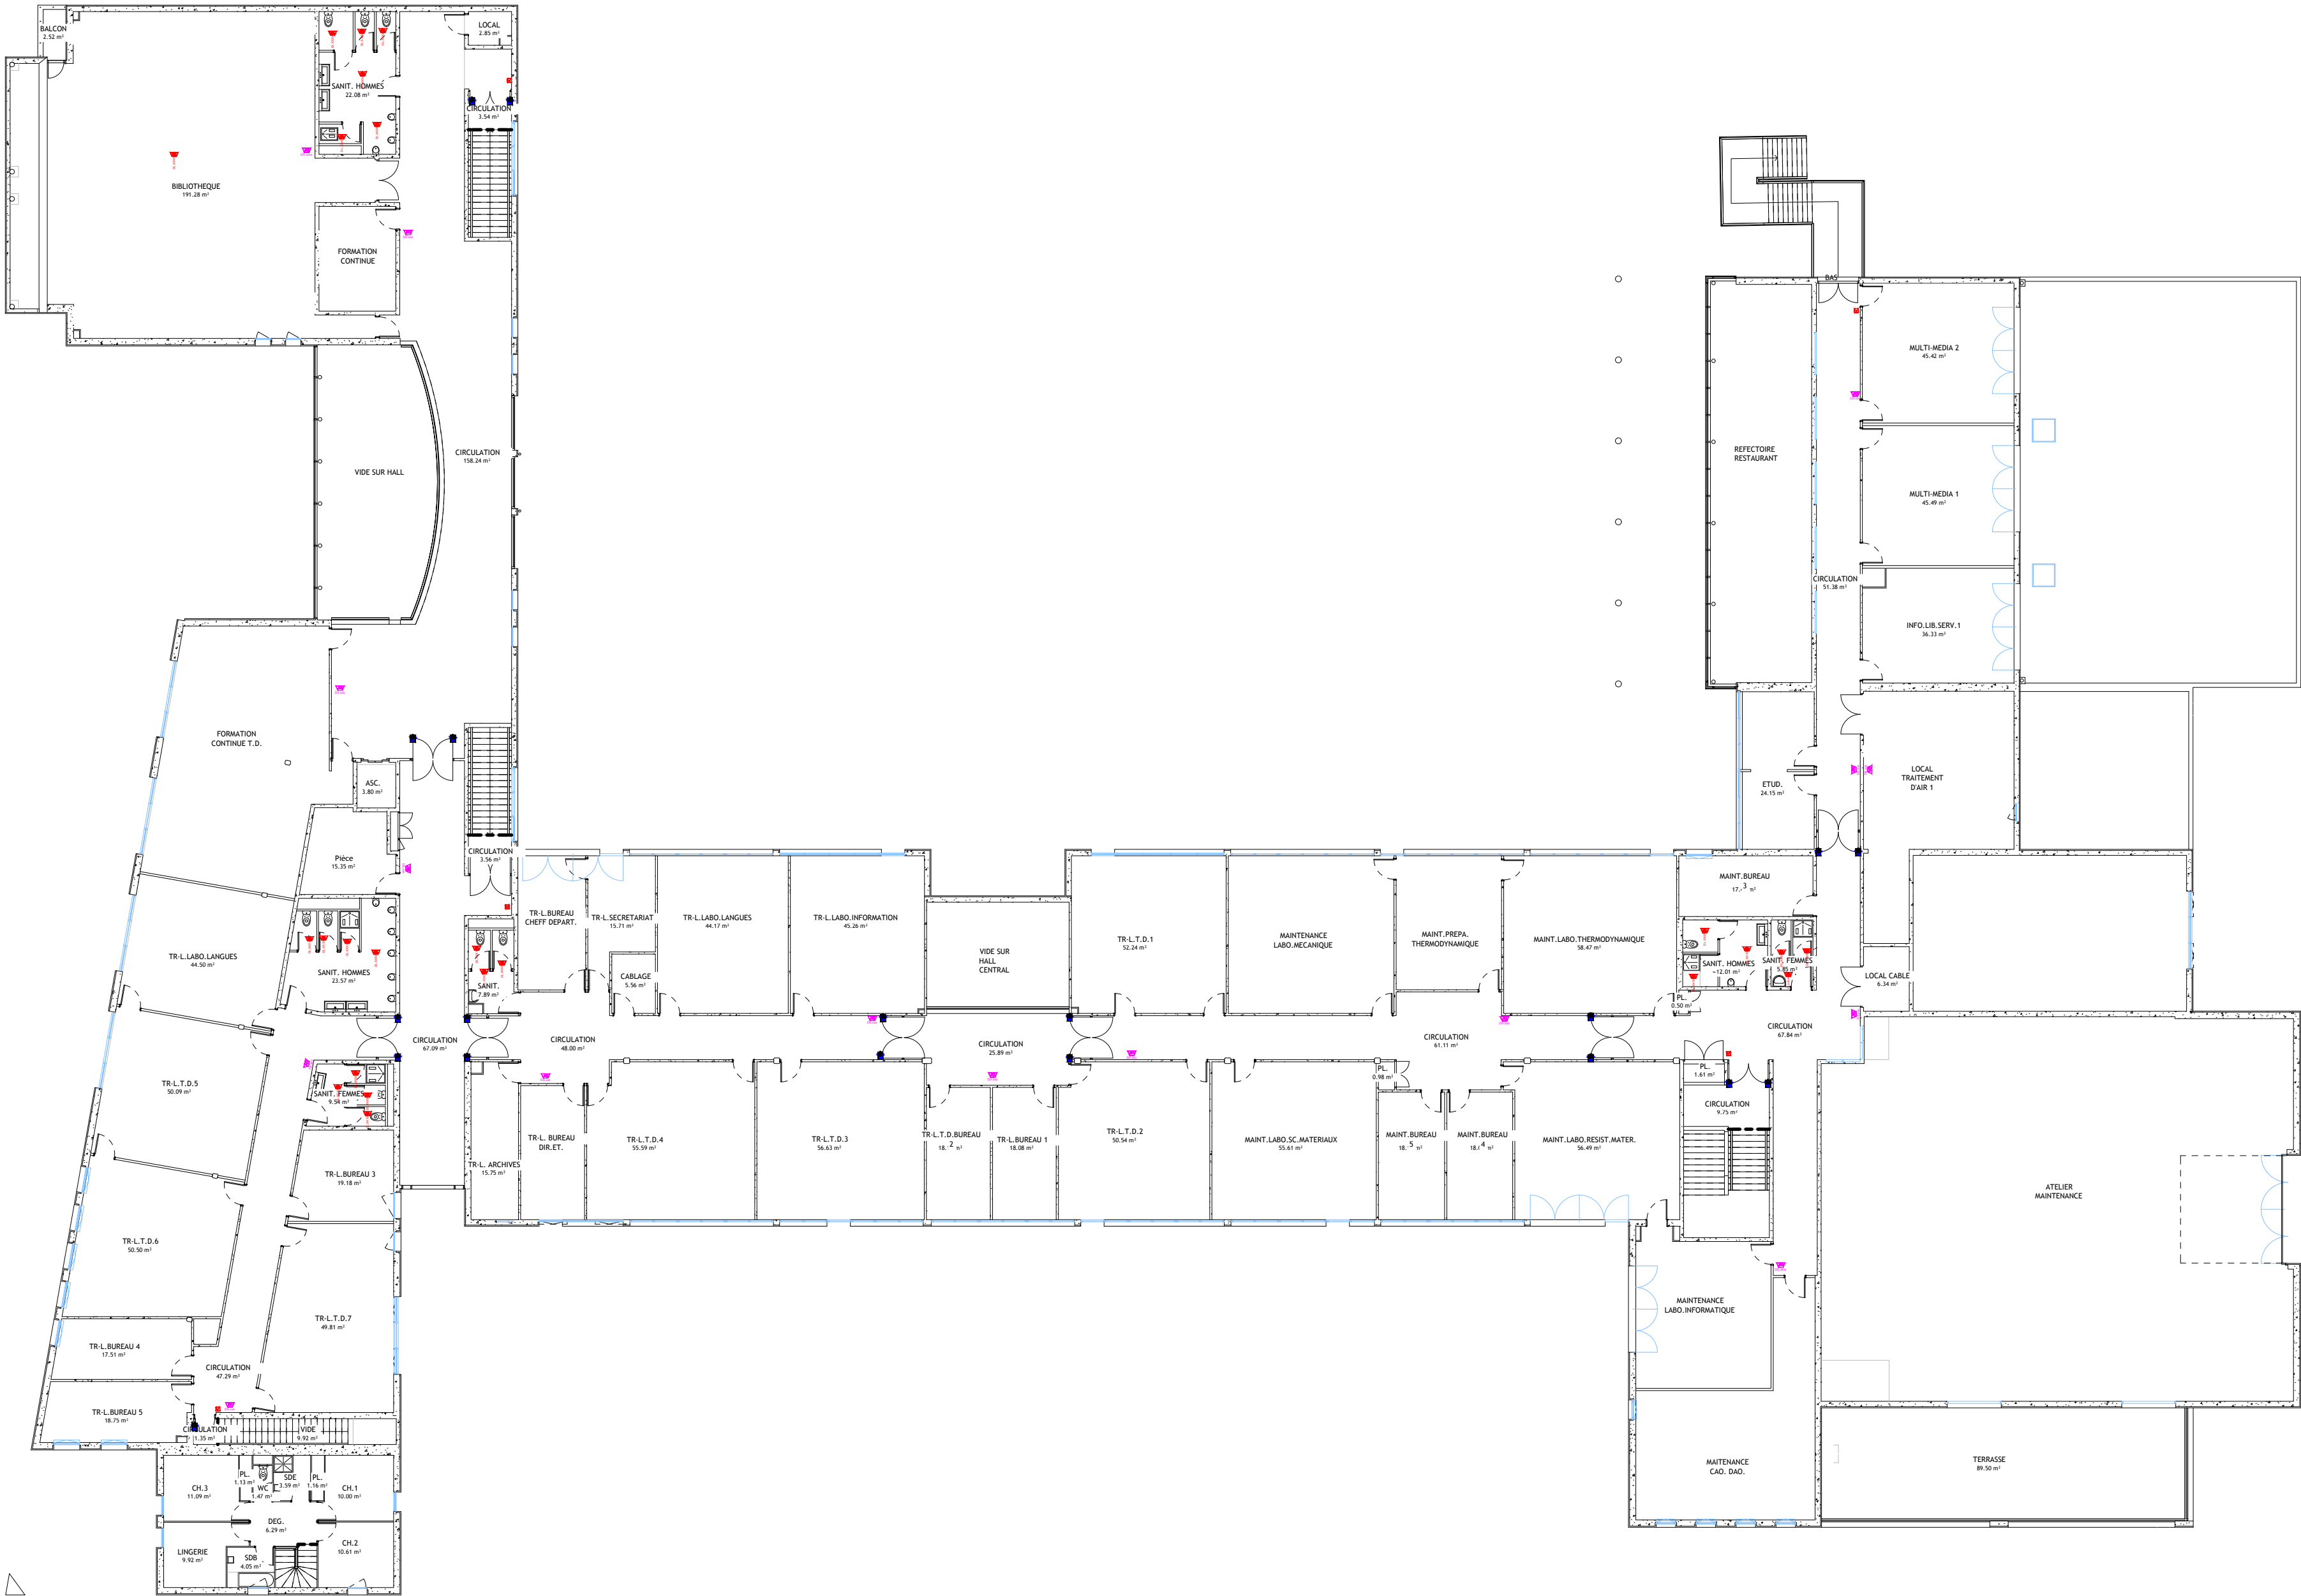 BALCON
2.52 m²
LOCAL
2.85 m²
SANIT. HOMMES
22.08 m²
CIRCULATION
3.54 m²
BIBLIOTHEQUE
191.28 m²
FORMATION
CONTINUE
BAS
MULTI-MEDIA 2
45.42 m²
VIDE SUR HALL
CIRCULATION
158.24 m²
REFECTOIRE
RESTAURANT
MULTI-MEDIA 1
45.49 m²
CIRCULATION
51.38 m²
INFO.LIB.SERV.1
36.33 m²
FORMATION
CONTINUE T.D.
ASC.
3.80 m²
ETUD.
24.15 m²
LOCAL
TRAITEMENT
D'AIR 1
Pièce
15.35 m²
CIRCULATION
3.56 m²
TR-L.BUREAU
CHEFF DEPART.
TR-L.SECRETARIAT
15.71 m²
TR-L.LABO.LANGUES
44.17 m²
TR-L.LABO.INFORMATION
45.26 m²
VIDE SUR
HALL
CENTRAL
TR-L.T.D.1
52.24 m²
MAINTENANCE
LABO.MECANIQUE
MAINT.PREPA.
THERMODYNAMIQUE
MAINT.LABO.THERMODYNAMIQUE
58.47 m²
MAINT.BUREAU
3
TR-L.LABO.LANGUES
44.50 m²
SANIT. HOMMES
23.57 m²
SANIT.
7.89 m²
CABLAGE
5.56 m²
SANIT. HOMMES
~12.01 m²
SANIT. FEMMES
5.85 m²
LOCAL CABLE
6.34 m²
PL.
0.50 m²
CIRCULATION
67.09 m²
CIRCULATION
48.00 m²
CIRCULATION
25.89 m²
CIRCULATION
61.11 m²
CIRCULATION
67.84 m²
TR-L.T.D.5
50.09 m²
SANIT. FEMMES
9.54 m²
PL.
0.98 m²
PL.
1.61 m²
CIRCULATION
9.75 m²
TR-L.BUREAU 3
19.18 m²
TR-L. ARCHIVES
15.75 m²
TR-L. BUREAU
DIR.ET.
TR-L.T.D.4
55.59 m²
TR-L.T.D.3
56.63 m²
TR-L.T.D.BUREAU
2
TR-L.BUREAU 1
18.08 m²
TR-L.T.D.2
50.54 m²
MAINT.LABO.SC.MATERIAUX
55.61 m²
MAINT.BUREAU
5
MAINT.BUREAU
4
MAINT.LABO.RESIST.MATER.
56.49 m²
ATELIER
MAINTENANCE
TR-L.T.D.6
50.50 m²
TR-L.T.D.7
49.81 m²
MAINTENANCE
LABO.INFORMATIQUE
TR-L.BUREAU 4
17.51 m²
CIRCULATION
47.29 m²
TR-L.BUREAU 5
18.75 m²
CIRCULATION
1.35 m²
VIDE
9.92 m²
MAITENANCE
CAO. DAO.
TERRASSE
89.50 m²
CH.3
11.09 m²
PL.
1.13 m²
WC
1.47 m²
SDE
3.59 m²
PL.
1.16 m²
CH.1
10.00 m²
DEG.
6.29 m²
LINGERIE
9.92 m²
SDB
4.05 m²
CH.2
10.61 m²